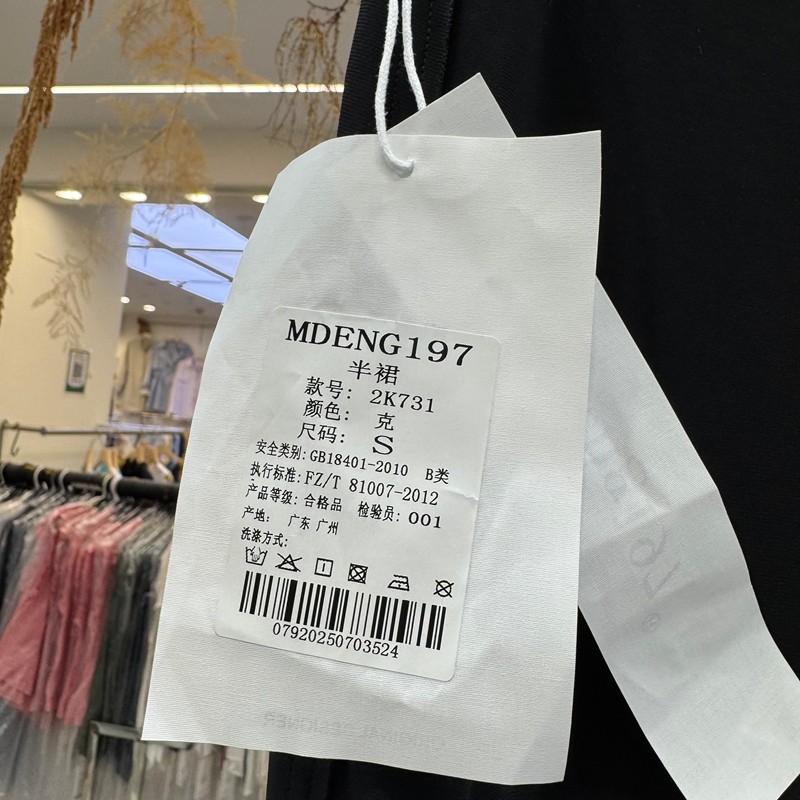 MDENG197
半裙
款号: 2K731
颜色: 克
尺码: S
安全类别: GB18401-2010 B类
执行标准: FZ/T 81007-2012
产品等级: 合格品 检验员: 001
产地: 广东 广州
洗涤方式:
07920250703524